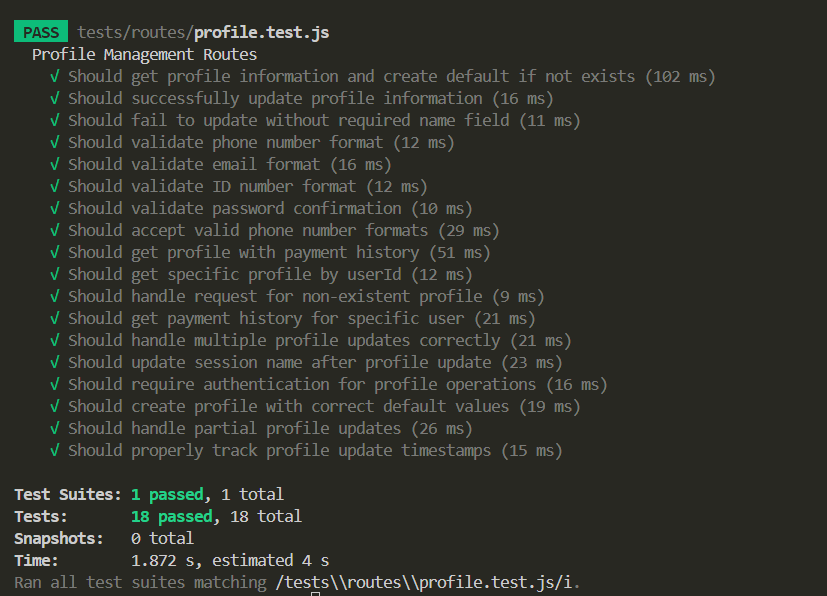 PASS tests/routes/profile.test.js
Profile Management Routes
√ Should get profile information and create default if not exists (102 ms)
√ Should successfully update profile information (16 ms)
√ Should fail to update without required name field (11 ms)
√ Should validate phone number format (12 ms)
√ Should validate email format (16 ms)
√ Should validate ID number format (12 ms)
√ Should validate password confirmation (10 ms)
√ Should accept valid phone number formats (29 ms)
√ Should get profile with payment history (51 ms)
√ Should get specific profile by userId (12 ms)
√ Should handle request for non-existent profile (9 ms)
√ Should get payment history for specific user (21 ms)
√ Should handle multiple profile updates correctly (21 ms)
√ Should update session name after profile update (23 ms)
√ Should require authentication for profile operations (16 ms)
√ Should create profile with correct default values (19 ms)
√ Should handle partial profile updates (26 ms)
√ Should properly track profile update timestamps (15 ms)
Test Suites: 1 passed, 1 total
Tests: 18 passed, 18 total
Snapshots: 0 total
Time: 1.872 s, estimated 4 s
Ran all test suites matching /tests\\routes\\profile.test.js/i.